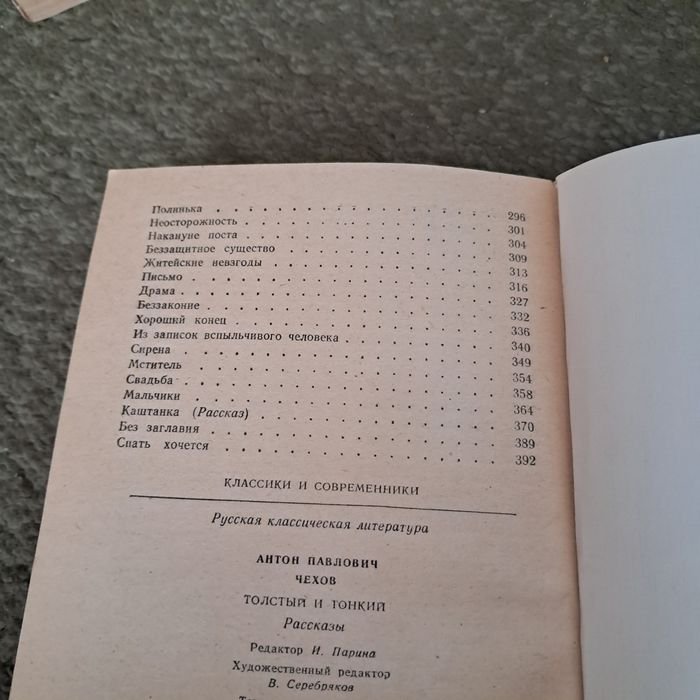 Полинька . . . . . . . . . . . . . . . . 296
Неосторожность . . . . . . . . . . . . . . 301
Накануне поста . . . . . . . . . . . . . . 304
Беззащитное существо . . . . . . . . . . . . 309
Житейские невзгоды . . . . . . . . . . . . . 313
Письмо . . . . . . . . . . . . . . . . . 316
Драма . . . . . . . . . . . . . . . . . 327
Беззаконие . . . . . . . . . . . . . . . . 332
Хороший конец . . . . . . . . . . . . . . . 336
Из записок вспыльчивого человека . . . . . . . . 340
Сирена . . . . . . . . . . . . . . . . . 349
Мститель . . . . . . . . . . . . . . . . . 354
Свадьба . . . . . . . . . . . . . . . . . 358
Мальчики . . . . . . . . . . . . . . . . . 364
Каштанка (Рассказ) . . . . . . . . . . . . . 370
Без заглавия . . . . . . . . . . . . . . . 389
Спать хочется . . . . . . . . . . . . . . . 392
КЛАССИКИ И СОВРЕМЕННИКИ
Русская классическая литература
АНТОН ПАВЛОВИЧ
ЧЕХОВ
ТОЛСТЫЙ И ТОНКИЙ
Рассказы
Редактор И. Парина
Художественный редактор
В. Серебряков